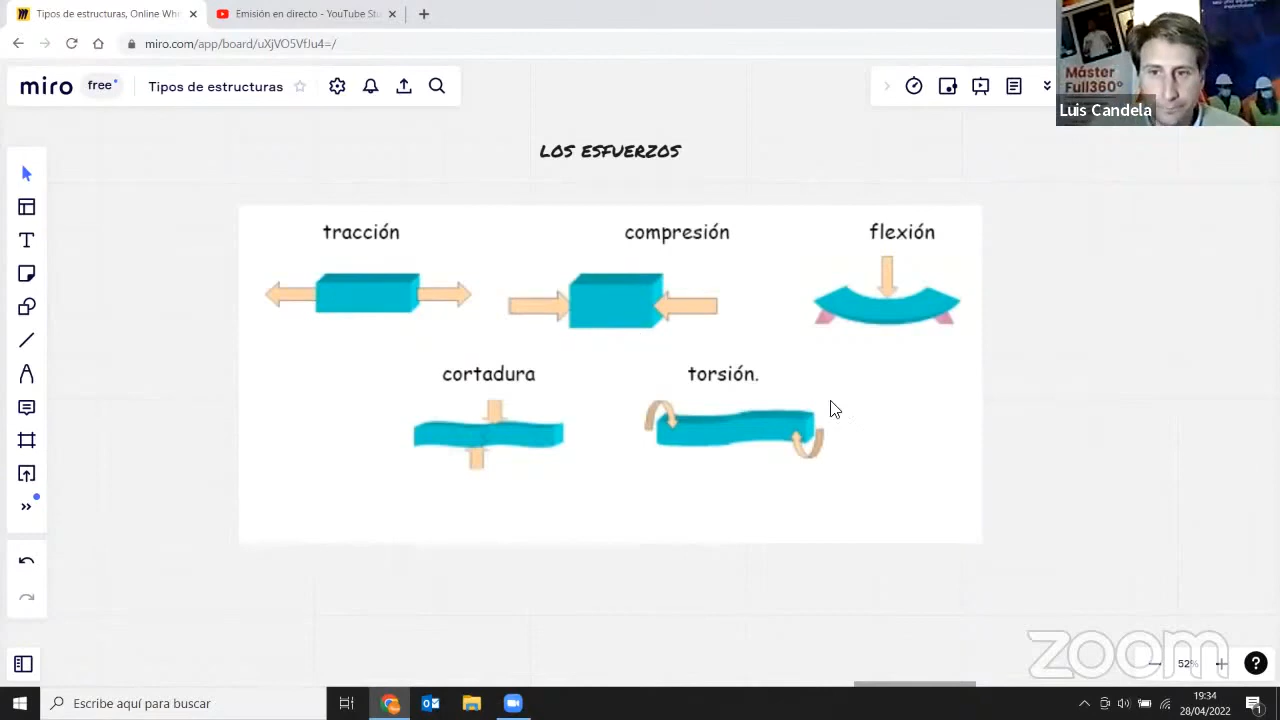 Tipos de estructuras, Online Wh
Emisión en directo - YouTube Stu
miro.com/app/board/uXjVO5VfJu4=/
miro
free
Tipos de estructuras
Máster
Full360°
Luis Candela
LOS ESFUERZOS
tracción
compresión
flexión
cortadura
torsión.
zoom
52%
Escribe aquí para buscar
19:34
28/04/2022